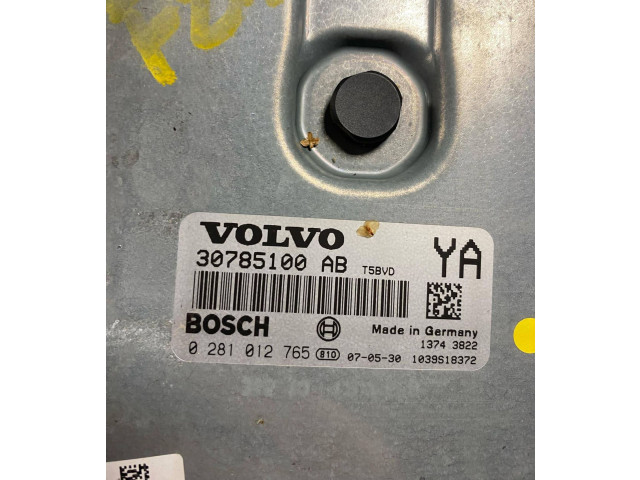 VOLVO
YA
30785100 AB T5BVD
BOSCH
Made in Germany
1374 3822
0 281 012 765 810 07-05-30 1039S18372